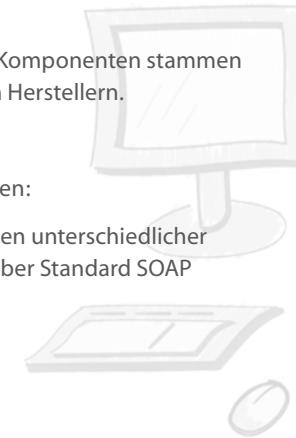 Komponenten stammen
Herstellern.
en:
en unterschiedlicher
ber Standard SOAP